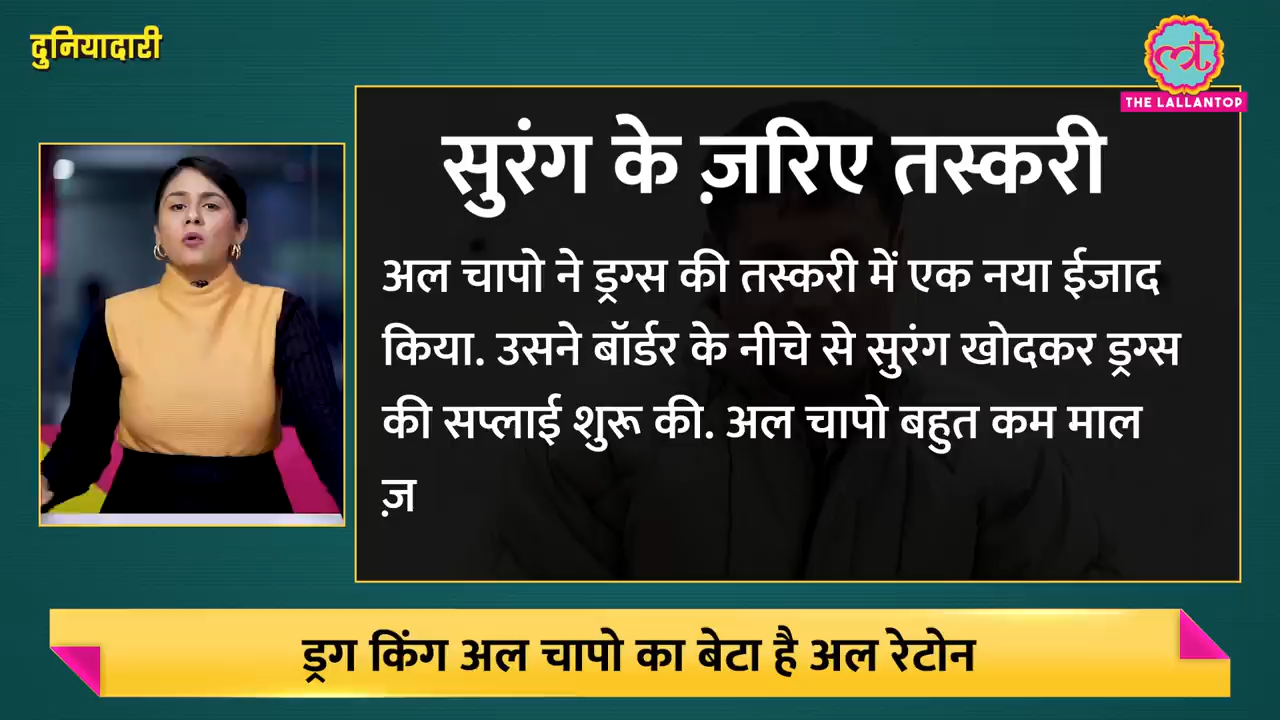 दुनियादारी
THE LALLANTOP
सुरंग के ज़रिए तस्करी
अल चापो ने ड्रग्स की तस्करी में एक नया ईजाद
किया. उसने बॉर्डर के नीचे से सुरंग खोदकर ड्रग्स
की सप्लाई शुरू की. अल चापो बहुत कम माल
ज़
ड्रग किंग अल चापो का बेटा है अल रेटोन